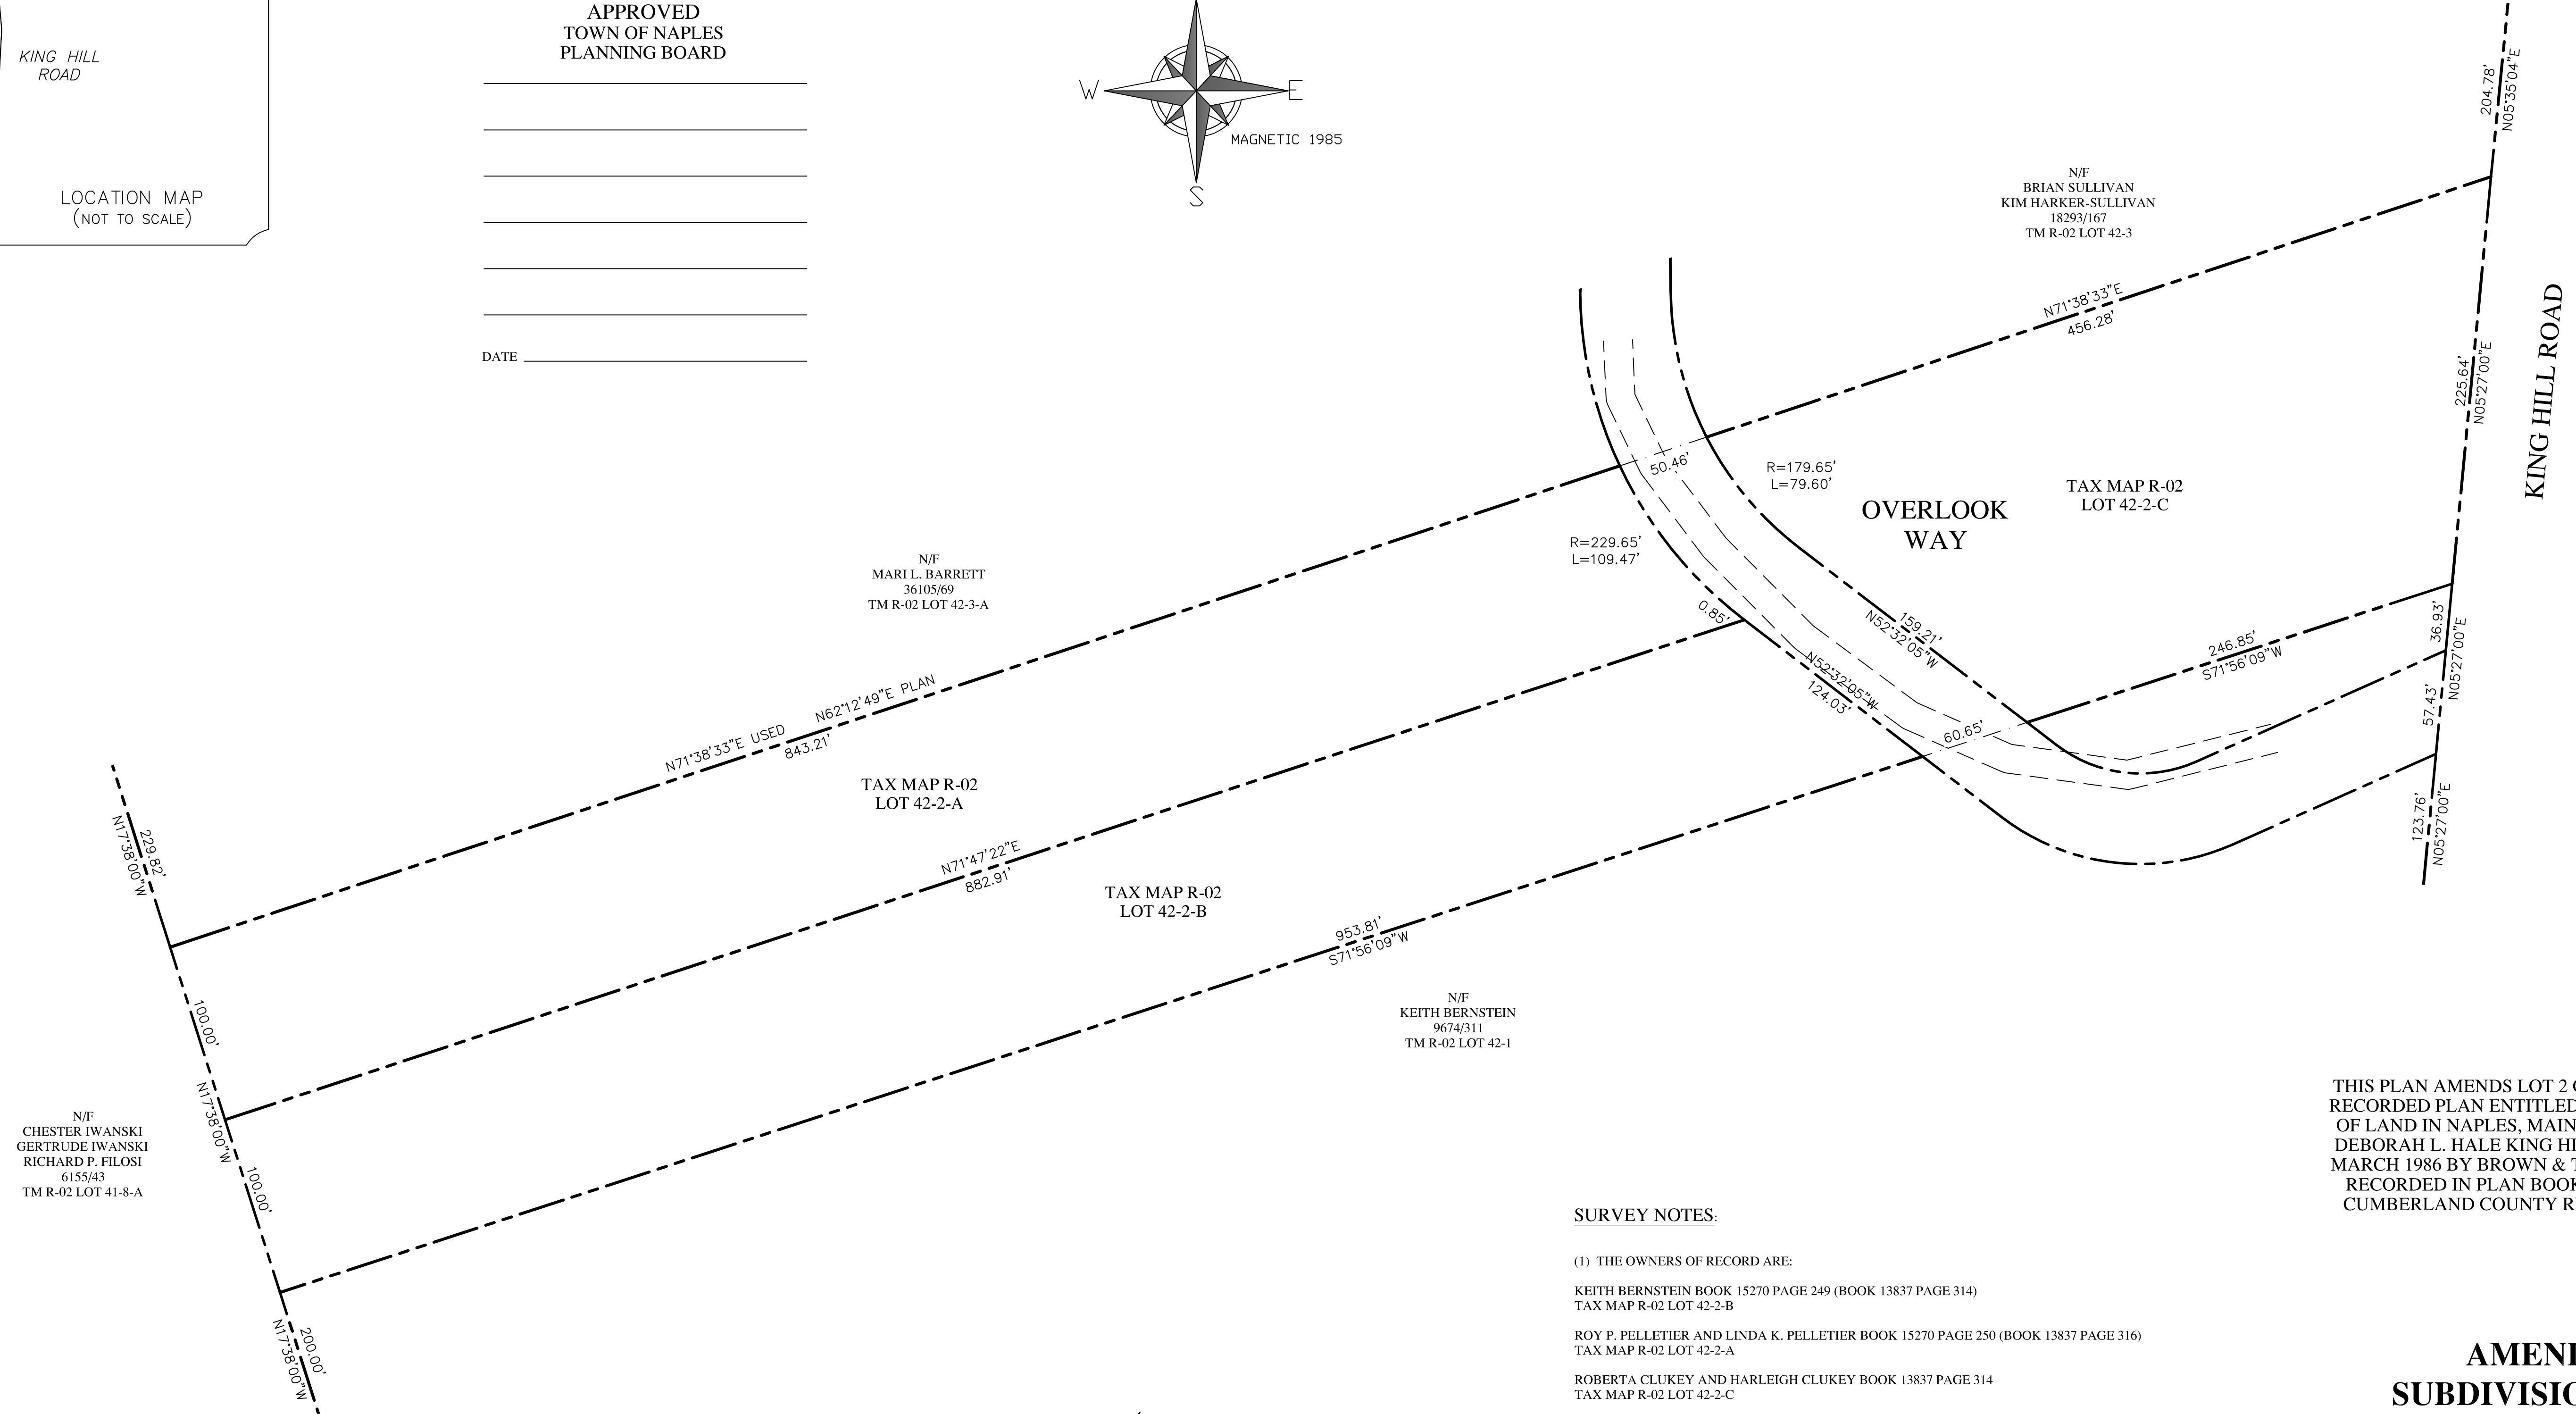 KING HILL
ROAD
LOCATION MAP
(NOT TO SCALE)
APPROVED
TOWN OF NAPLES
PLANNING BOARD
DATE
W
E
S
MAGNETIC 1985
204.78'
N05°35'04"E
N/F
BRIAN SULLIVAN
KIM HARKER-SULLIVAN
18293/167
TM R-02 LOT 42-3
N71°38'33"E
456.28'
225.64'
N05°27'00"E
KING HILL ROAD
50.46'
R=179.65'
L=79.60'
TAX MAP R-02
LOT 42-2-C
OVERLOOK
WAY
R=229.65'
L=109.47'
N/F
MARI L. BARRETT
36105/69
TM R-02 LOT 42-3-A
0.85'
159.21'
N52°32'05"W
N52°32'05"W
124.03'
246.85'
S71°56'09"W
36.93'
N05°27'00"E
57.43'
60.65'
123.76'
N05°27'00"E
N71°38'33"E USED
N62°12'49"E PLAN
843.21'
TAX MAP R-02
LOT 42-2-A
229.82'
N17°38'00"W
N71°47'22"E
882.91'
TAX MAP R-02
LOT 42-2-B
953.81'
S71°56'09"W
100.00'
N17°38'00"W
100.00'
N/F
KEITH BERNSTEIN
9674/311
TM R-02 LOT 42-1
N/F
CHESTER IWANSKI
GERTRUDE IWANSKI
RICHARD P. FILOSI
6155/43
TM R-02 LOT 41-8-A
200.00'
N17°38'00"W
THIS PLAN AMENDS LOT 2
RECORDED PLAN ENTITLED
OF LAND IN NAPLES, MAIN
DEBORAH L. HALE KING HI
MARCH 1986 BY BROWN & T
RECORDED IN PLAN BOOK
CUMBERLAND COUNTY R
SURVEY NOTES:
(1) THE OWNERS OF RECORD ARE:
KEITH BERNSTEIN BOOK 15270 PAGE 249 (BOOK 13837 PAGE 314)
TAX MAP R-02 LOT 42-2-B
ROY P. PELLETIER AND LINDA K. PELLETIER BOOK 15270 PAGE 250 (BOOK 13837 PAGE 316)
TAX MAP R-02 LOT 42-2-A
ROBERTA CLUKEY AND HARLEIGH CLUKEY BOOK 13837 PAGE 314
TAX MAP R-02 LOT 42-2-C
AMEN
SUBDIVISIO